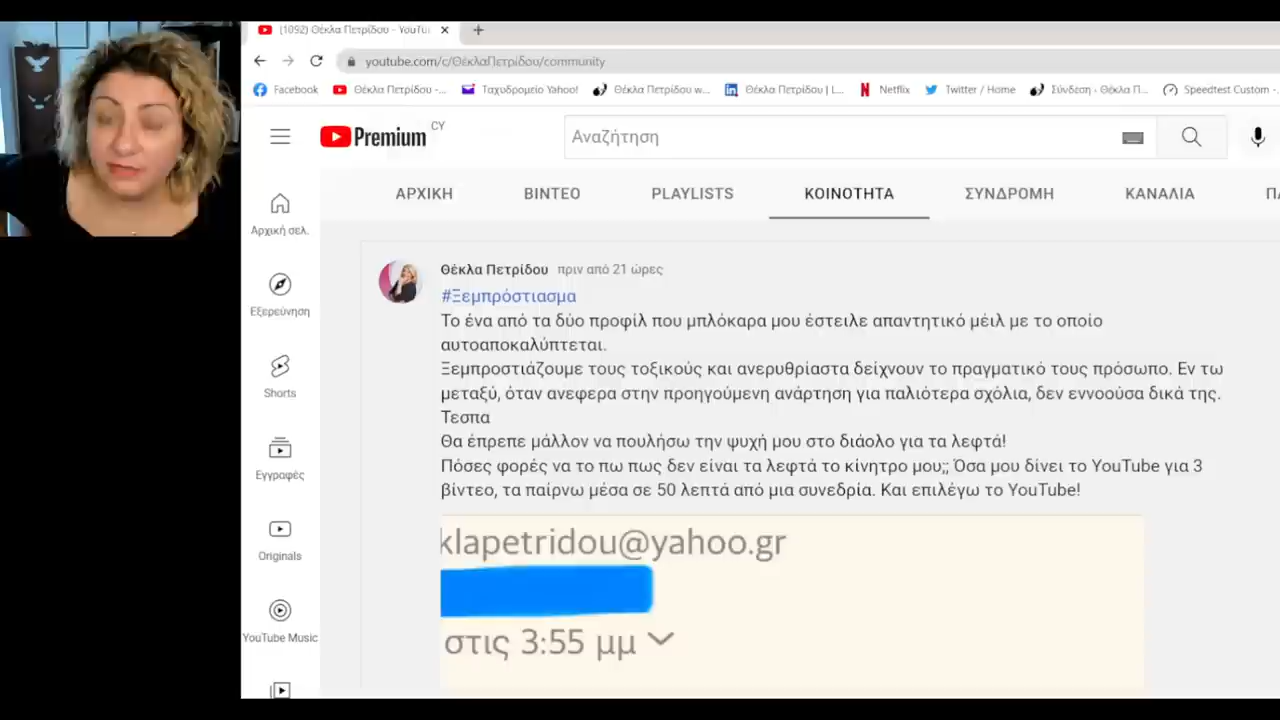 (1092) Θέκλα Πετρίδου - YouTu
youtube.com/c/ΘέκλαΠετρίδου/community
Facebook Θέκλα Πετρίδου -... Ταχυδρομείο Yahoo! Θέκλα Πετρίδου w... Θέκλα Πετρίδου | L... Netflix Twitter / Home Σύνδεση - Θέκλα Π... Speedtest Custom -
Premium CY
Αναζήτηση
ΑΡΧΙΚΗ ΒΙΝΤΕΟ PLAYLISTS ΚΟΙΝΟΤΗΤΑ ΣΥΝΔΡΟΜΗ ΚΑΝΑΛΙΑ
Αρχική σελ.
Εξερεύνηση
Shorts
Εγγραφές
Originals
YouTube Music
Θέκλα Πετρίδου πριν από 21 ώρες
#Ξεμπρόστιασμα
Το ένα από τα δύο προφίλ που μπλόκαρα μου έστειλε απαντητικό μέιλ με το οποίο
αυτοαποκαλύπτεται.
Ξεμπροστιάζουμε τους τοξικούς και ανερυθρίαστα δείχνουν το πραγματικό τους πρόσωπο. Εν τω
μεταξύ, όταν ανεφερα στην προηγούμενη ανάρτηση για παλιότερα σχόλια, δεν εννοούσα δικά της.
Τεσπα
Θα έπρεπε μάλλον να πουλήσω την ψυχή μου στο διάολο για τα λεφτά!
Πόσες φορές να το πω πως δεν είναι τα λεφτά το κίνητρο μου;; Όσα μου δίνει το YouTube για 3
βίντεο, τα παίρνω μέσα σε 50 λεπτά από μια συνεδρία. Και επιλέγω το YouTube!
klapetridou@yahoo.gr
στις 3:55 μμ